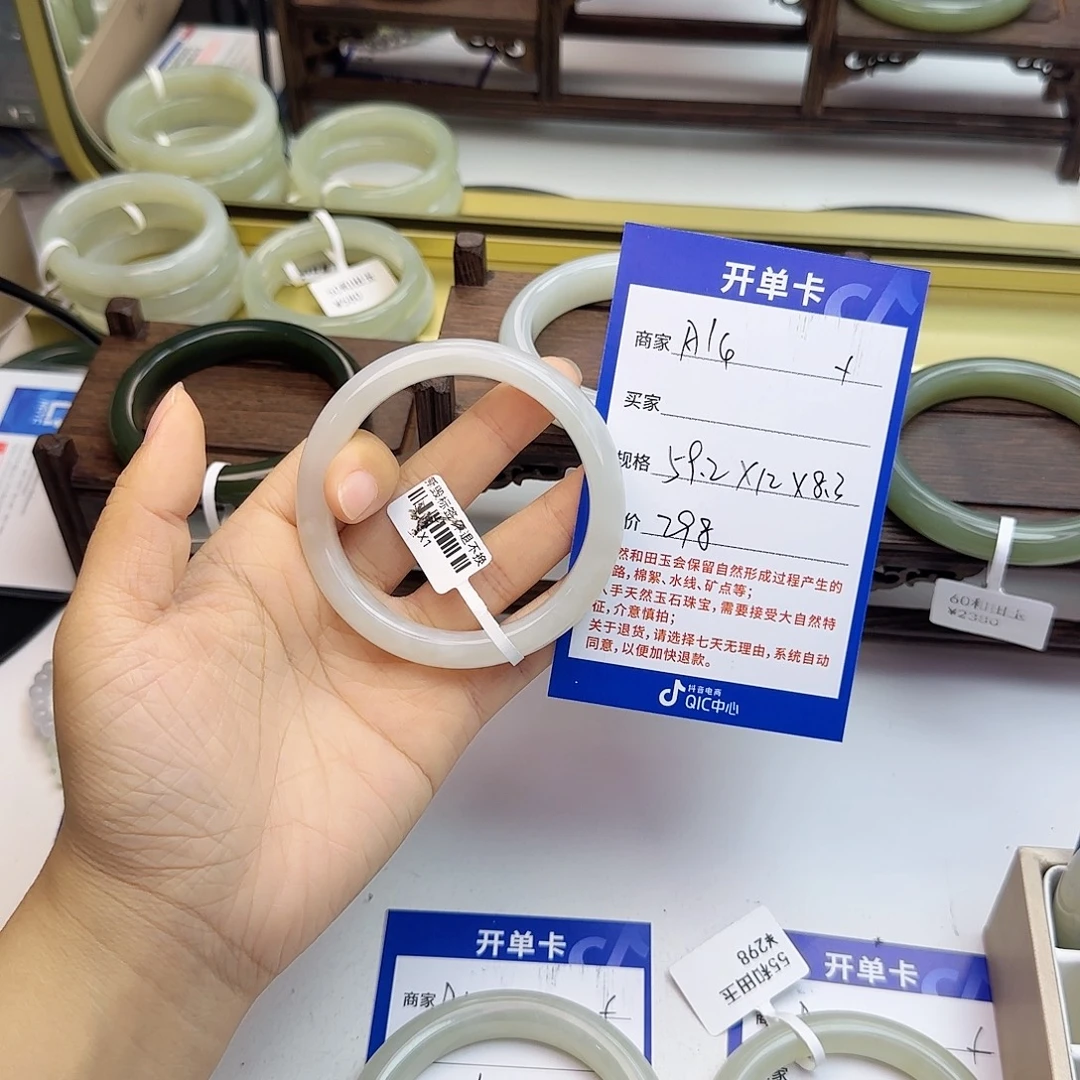 开单卡
商家 A16 +
买家
规格 59.2X12X8.3
价 298
然和田玉会保留自然形成过程产生的
路，棉絮、水线、矿点等；
手天然玉石珠宝，需要接受大自然特
征，介意慎拍；
关于退货，请选择七天无理由，系统自动
同意，以便加快退款。
抖音电商
QIC中心
60和田玉
¥2380
开单卡
商家
55和田玉
¥298
开单卡